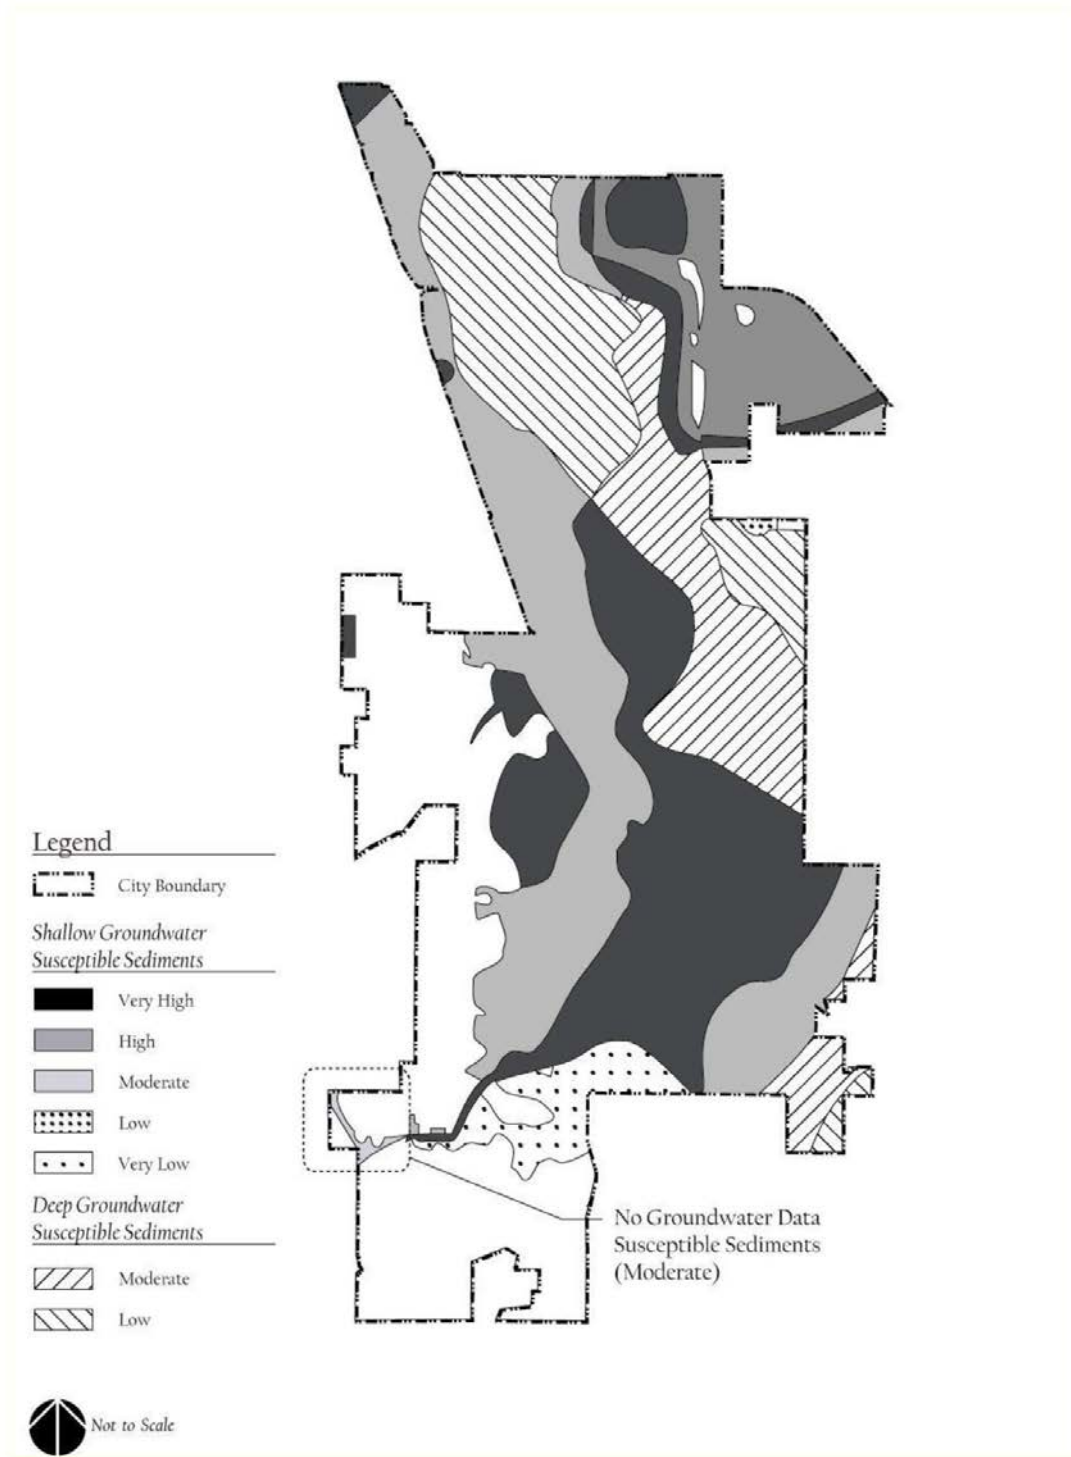 Legend
City Boundary
Shallow Groundwater
Susceptible Sediments
Very High
High
Moderate
Low
Very Low
Deep Groundwater
Susceptible Sediments
Moderate
Low
No Groundwater Data
Susceptible Sediments
(Moderate)
Not to Scale